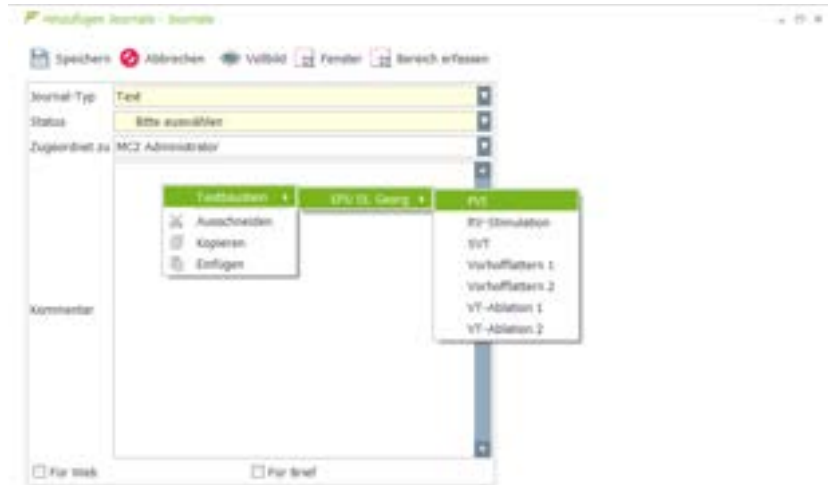 Hinzufügen Journale - Journale
Speichern Abbrechen Vollbild Fenster Bereich erfassen
Journal-Typ Text
Status Bitte auswählen
Zugeordnet zu MC2 Administrator
Textbaustein EPU DL Georg PVI
Ausschneiden RV-Stimulation
Kopieren SVT
Einfügen Vorhofflattern 1
Vorhofflattern 2
Kommentar VT-Ablation 1
VT-Ablation 2
Für Web Für Brief